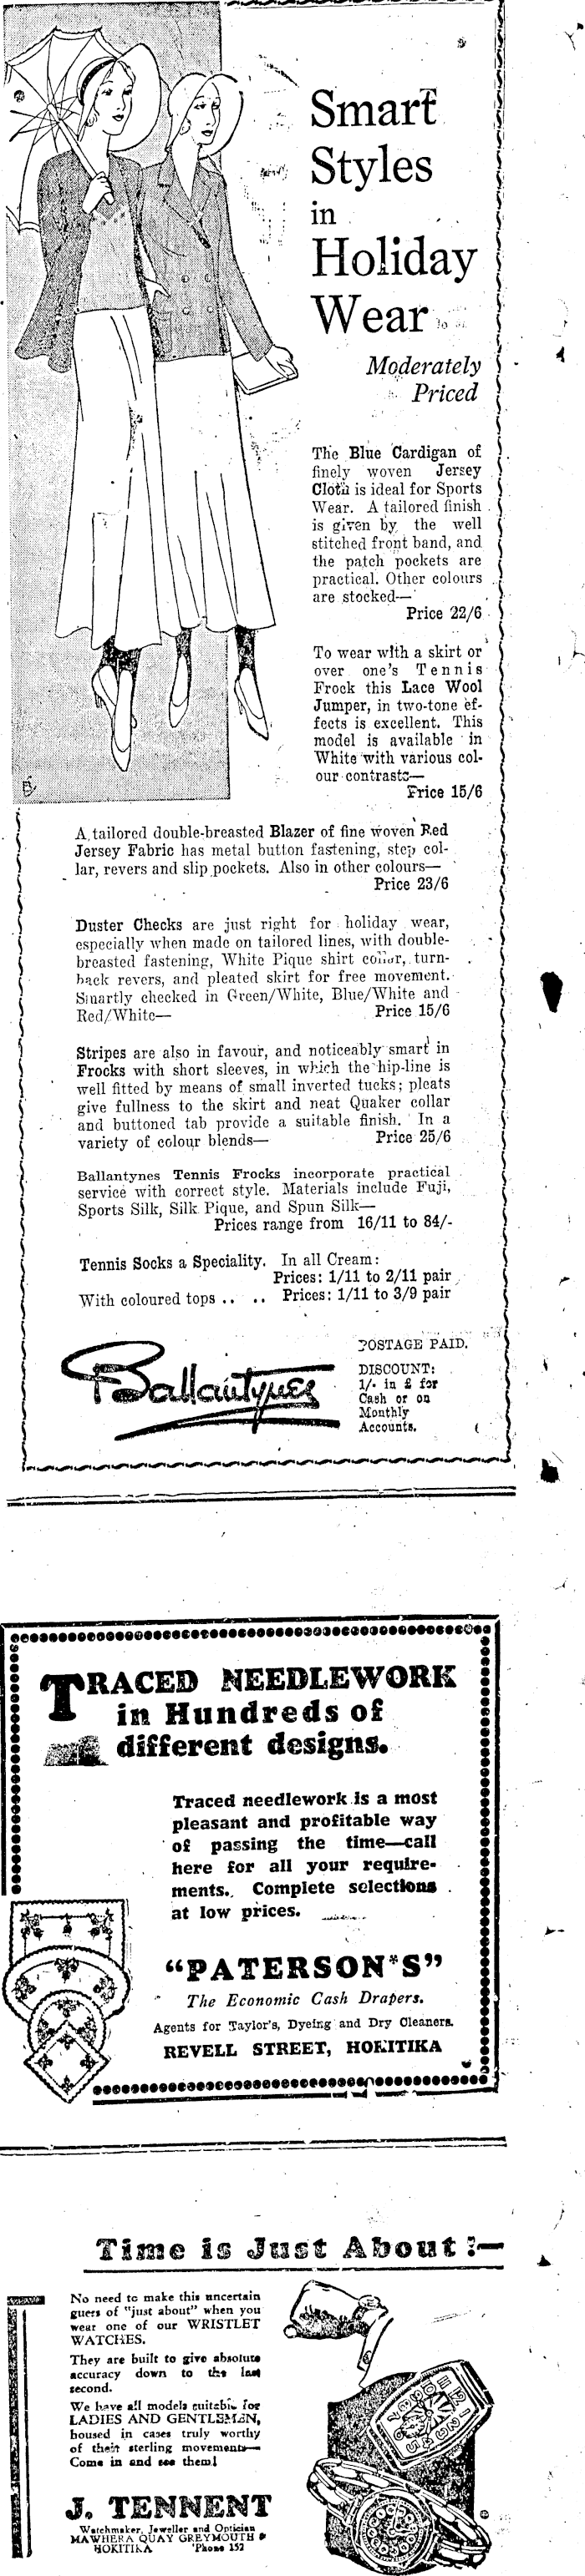 Smart
Styles
in
Holiday
Wear
Moderately
Priced
The Blue Cardigan of
finely woven Jersey
Cloth is ideal for Sports
Wear. A tailored finish
is given by the well
stitched front band, and
the patch pockets are
practical. Other colours
are stocked—
Price 22/6
To wear with a skirt or
over one's Tennis
Frock this Lace Wool
Jumper, in two-tone ef-
fects is excellent. This
model is available in
White with various col-
our contrasts—
Price 15/6
A tailored double-breasted Blazer of fine woven Red
Jersey Fabric has metal button fastening, step col-
lar, revers and slip pockets. Also in other colours—
Price 23/6
Duster Checks are just right for holiday wear,
especially when made on tailored lines, with double-
breasted fastening, White Pique shirt collar, turn-
back revers, and pleated skirt for free movement.
Smartly checked in Green/White, Blue/White and
Red/White— Price 15/6
Stripes are also in favour, and noticeably smart in
Frocks with short sleeves, in which the hip-line is
well fitted by means of small inverted tucks; pleats
give fullness to the skirt and neat Quaker collar
and buttoned tab provide a suitable finish. In a
variety of colour blends— Price 25/6
Ballantynes Tennis Frocks incorporate practical
service with correct style. Materials include Fuji,
Sports Silk, Silk Pique, and Spun Silk—
Prices range from 16/11 to 84/-
Tennis Socks a Speciality. In all Cream:
Prices: 1/11 to 2/11 pair
With coloured tops .. .. Prices: 1/11 to 3/9 pair
Ballantynes
POSTAGE PAID.
DISCOUNT:
1/- in £ for
Cash or on
Monthly
Accounts.
TRACED NEEDLEWORK
in Hundreds of
different designs.
Traced needlework is a most
pleasant and profitable way
of passing the time—call
here for all your require-
ments. Complete selections
at low prices.
"PATERSON'S"
The Economic Cash Drapers.
Agents for Taylor's, Dyeing and Dry Cleaners.
REVELL STREET, HOKITIKA
Time is Just About :—
No need to make this uncertain
guess of "just about" when you
wear one of our WRISTLET
WATCHES.
They are built to give absolute
accuracy down to the last
second.
We have all models suitable for
LADIES AND GENTLEMEN,
housed in cases truly worthy
of their sterling movements—
Come in and see them!
J. TENNENT
Watchmaker, Jeweller and Optician
MAWHERA QUAY GREYMOUTH &
HOKITIKA 'Phone 152